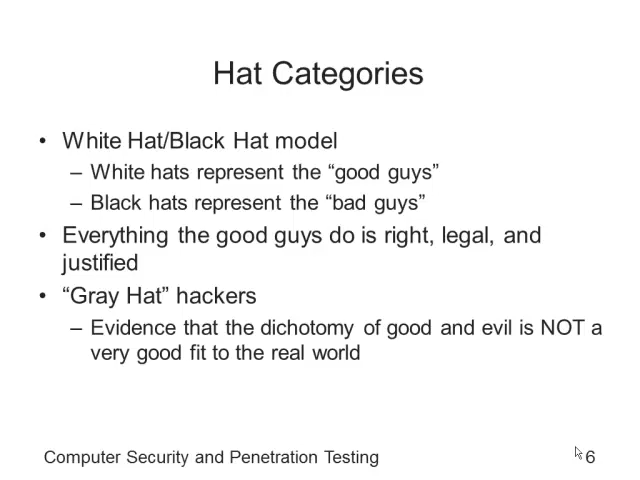 Hat Categories
• White Hat/Black Hat model
– White hats represent the “good guys”
– Black hats represent the “bad guys”
• Everything the good guys do is right, legal, and
justified
• “Gray Hat” hackers
– Evidence that the dichotomy of good and evil is NOT a
very good fit to the real world
Computer Security and Penetration Testing
6